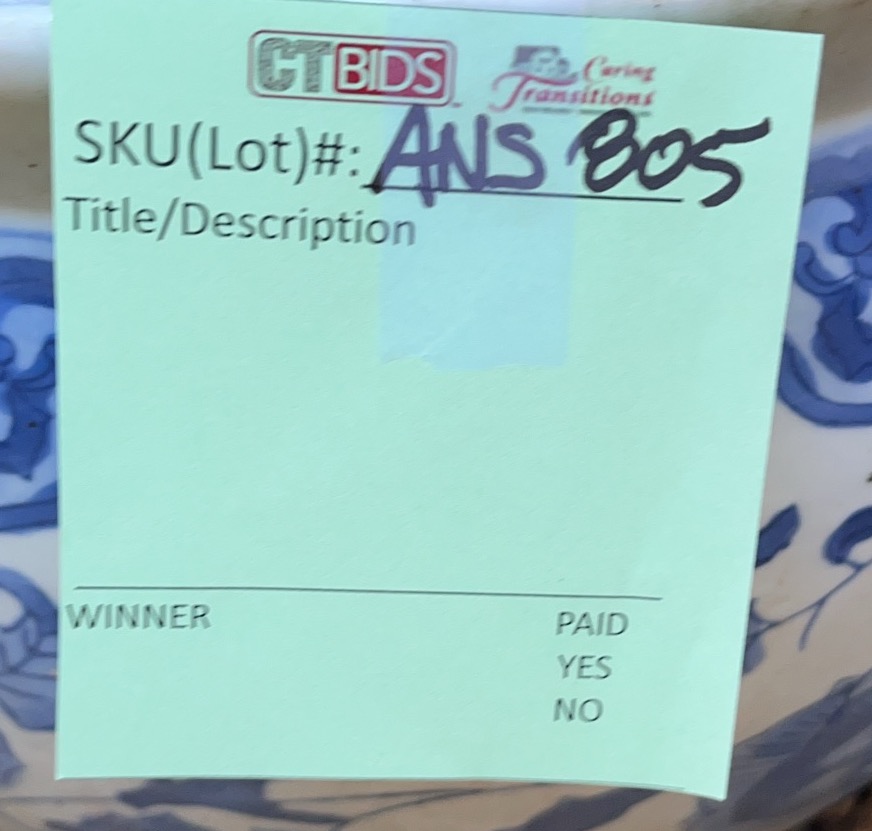 CTBIDS Caring Transitions
SKU(Lot)#: ANS 805
Title/Description
WINNER PAID
YES
NO